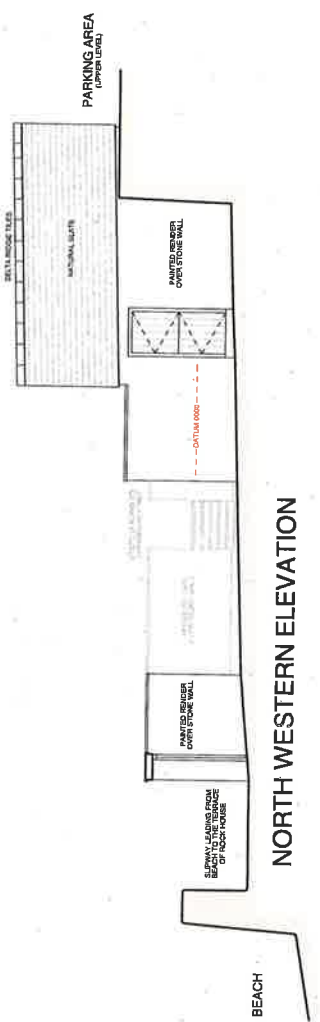 PARKING AREA
(UPPER LEVEL)
DELTA RIDGE TILES
NATURAL SLATE
PAINTED RENDER
OVER STONE WALL
DATUM 0000
PAINTED RENDER
OVER STONE WALL
SLIPWAY LEADING FROM
BEACH TO THE TERRACE
OF ROCK HOUSE
BEACH
NORTH WESTERN ELEVATION